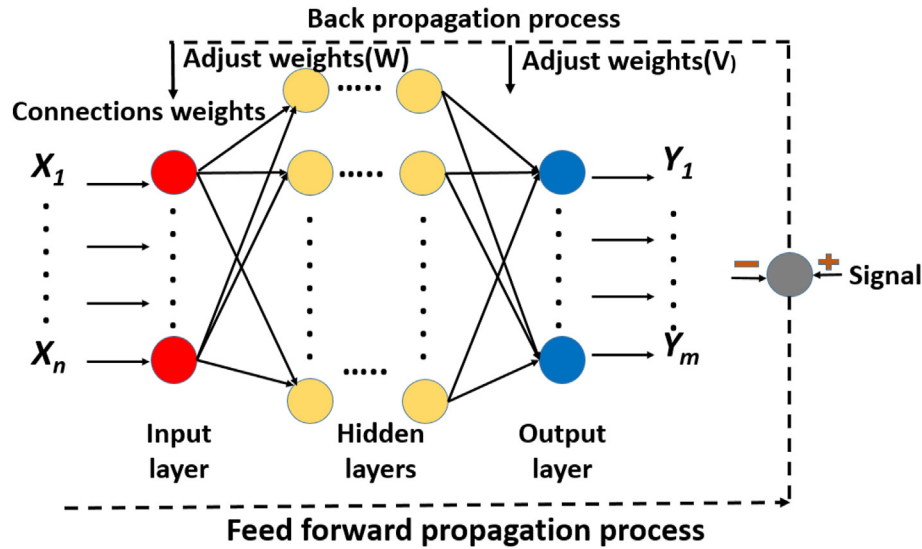 Back propagation process
Adjust weights(W)
Adjust weights(V)
Connections weights
X1
Y1
− +
Signal
Xn
Ym
Input
layer
Hidden
layers
Output
layer
Feed forward propagation process